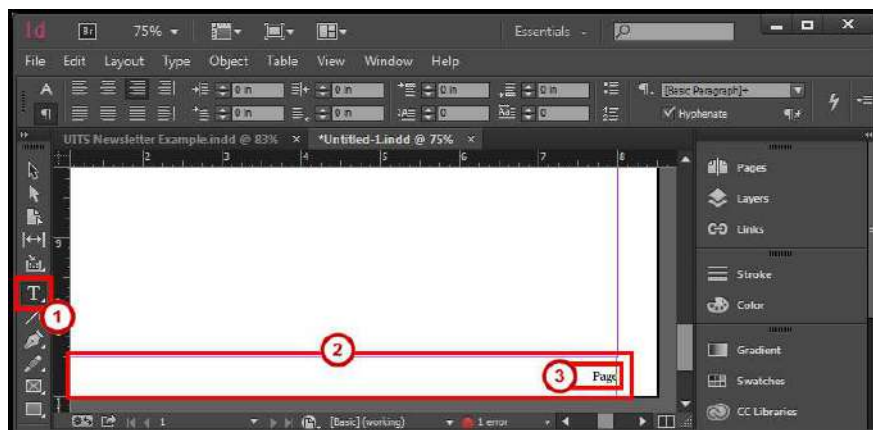 Id Br 75% Essentials
File Edit Layout Type Object Table View Window Help
A 0 in 0 in 0 in 0 in [Basic Paragraph]+
¶ 0 in 0 in 0 0 Hyphenate
UITS Newsletter Example.indd @ 83% × *Untitled-1.indd @ 75% ×
2 3 4 5 6 7 8
Pages
Layers
9 Links
Stroke
T
1
Color
2
Gradient
3 Page
Swatches
1 [Basic] (working) 1 error
CC Libraries